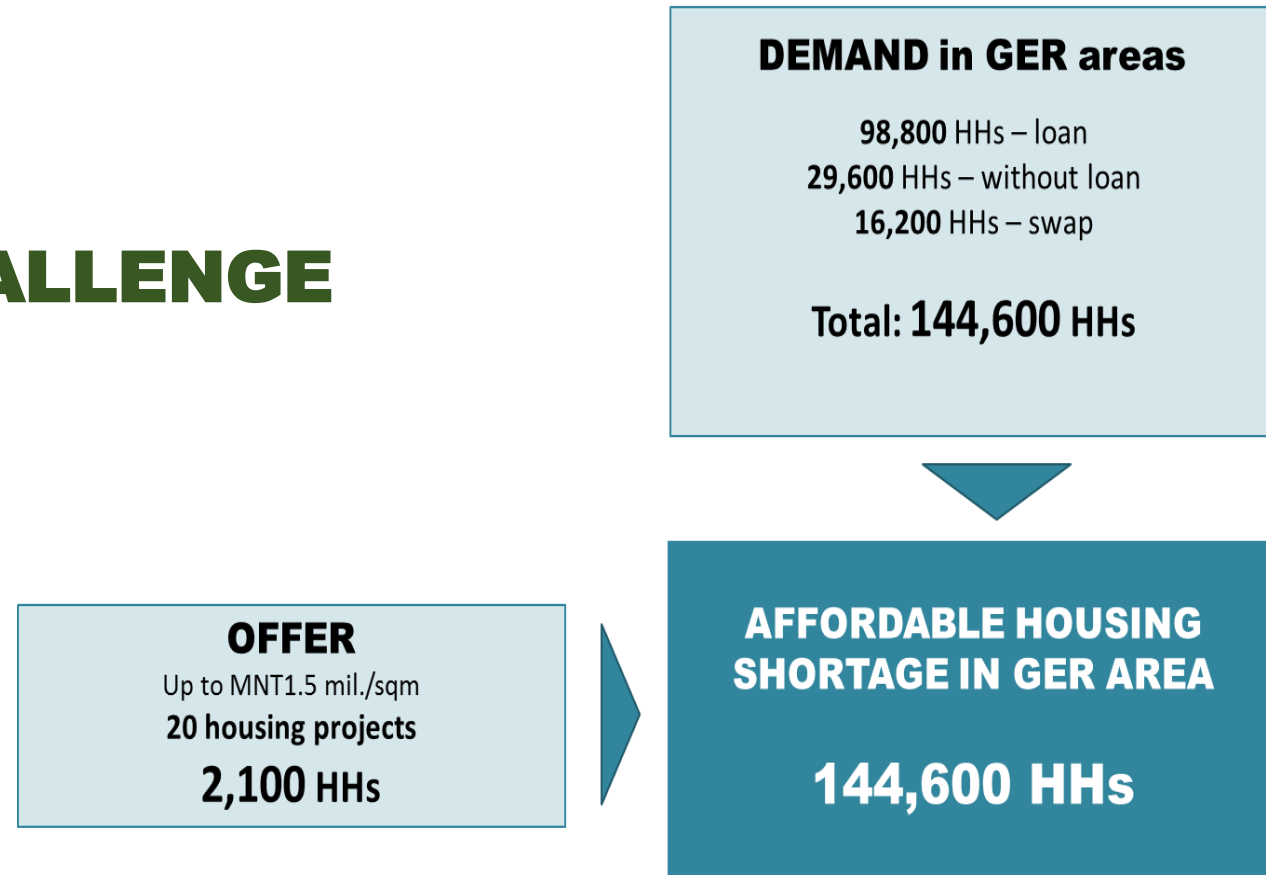 DEMAND in GER areas
98,800 HHs – loan
29,600 HHs – without loan
16,200 HHs – swap
Total: 144,600 HHs
ALLENGE
OFFER
Up to MNT1.5 mil./sqm
20 housing projects
2,100 HHs
AFFORDABLE HOUSING
SHORTAGE IN GER AREA
144,600 HHs